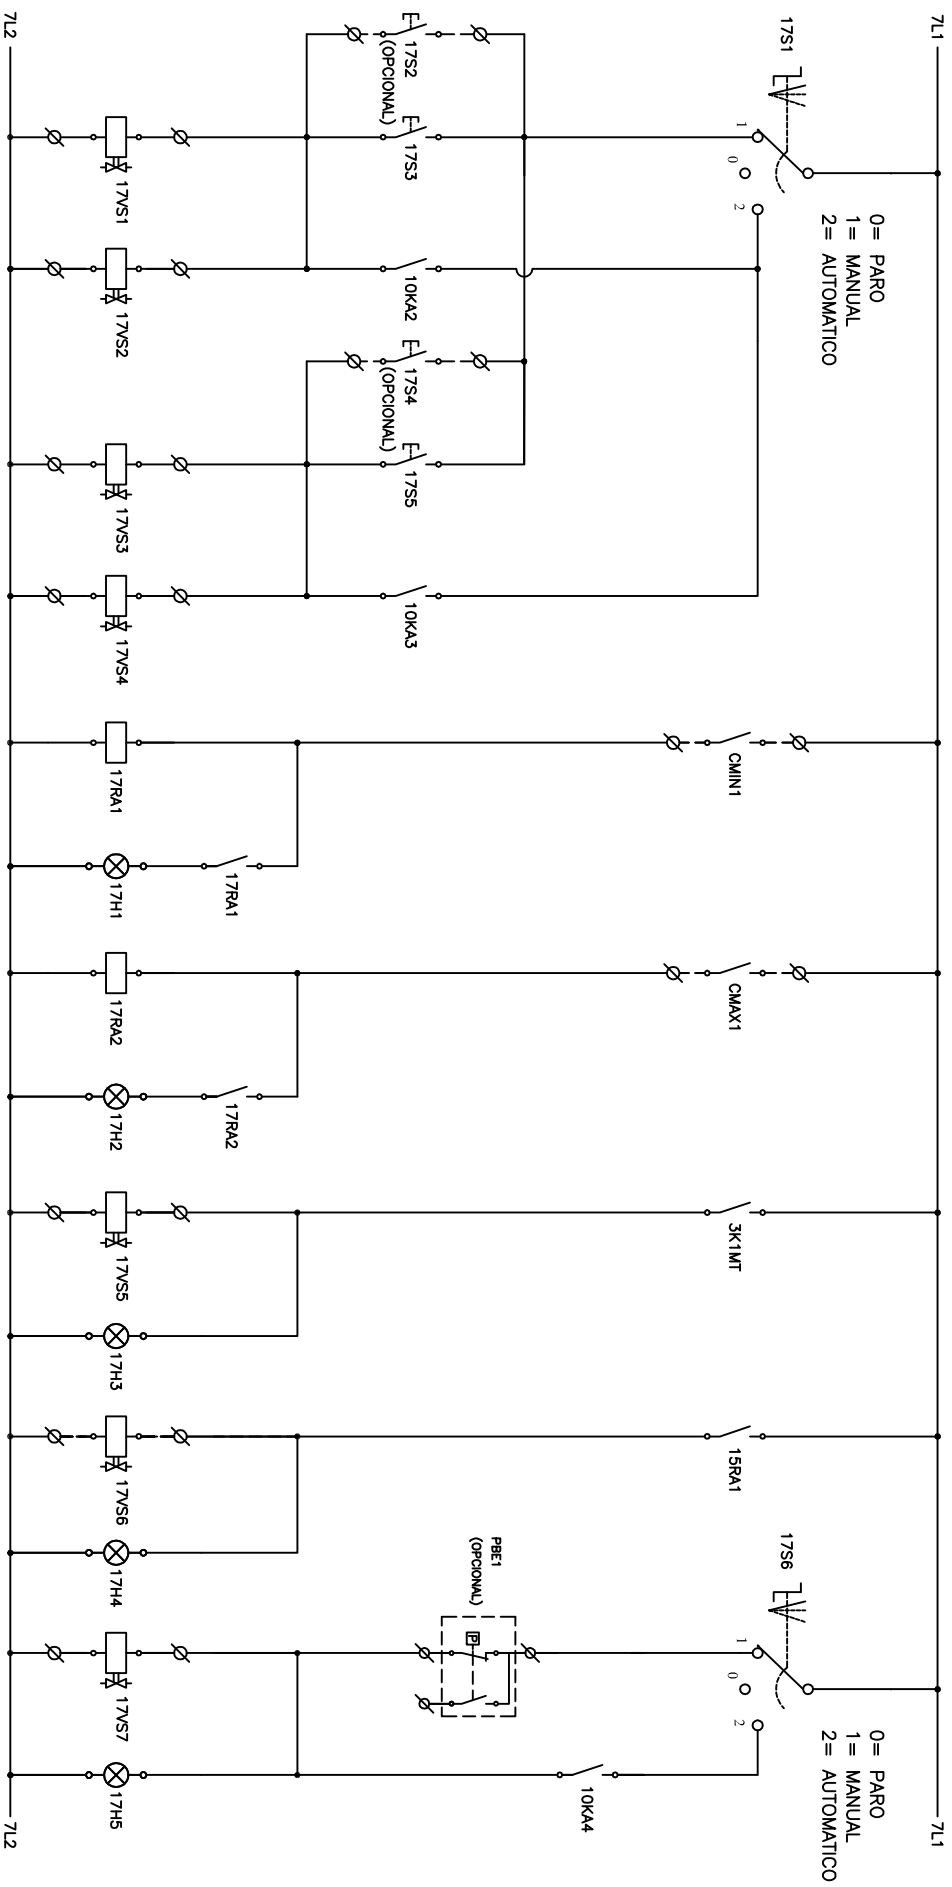 7L1
7L1
17S1
0= PARO
1= MANUAL
2= AUTOMATICO
1
0
2
17S6
0= PARO
1= MANUAL
2= AUTOMATICO
1
0
2
CMIN1
CMAX1
3K1MT
15RA1
10KA4
PBE1
(OPCIONAL)
P
17S2
(OPCIONAL)
17S3
10KA2
17S4
(OPCIONAL)
17S5
10KA3
17RA1
17RA2
17VS1
17VS2
17VS3
17VS4
17RA1
17H1
17RA2
17H2
17VS5
17H3
17VS6
17H4
17VS7
17H5
7L2
7L2